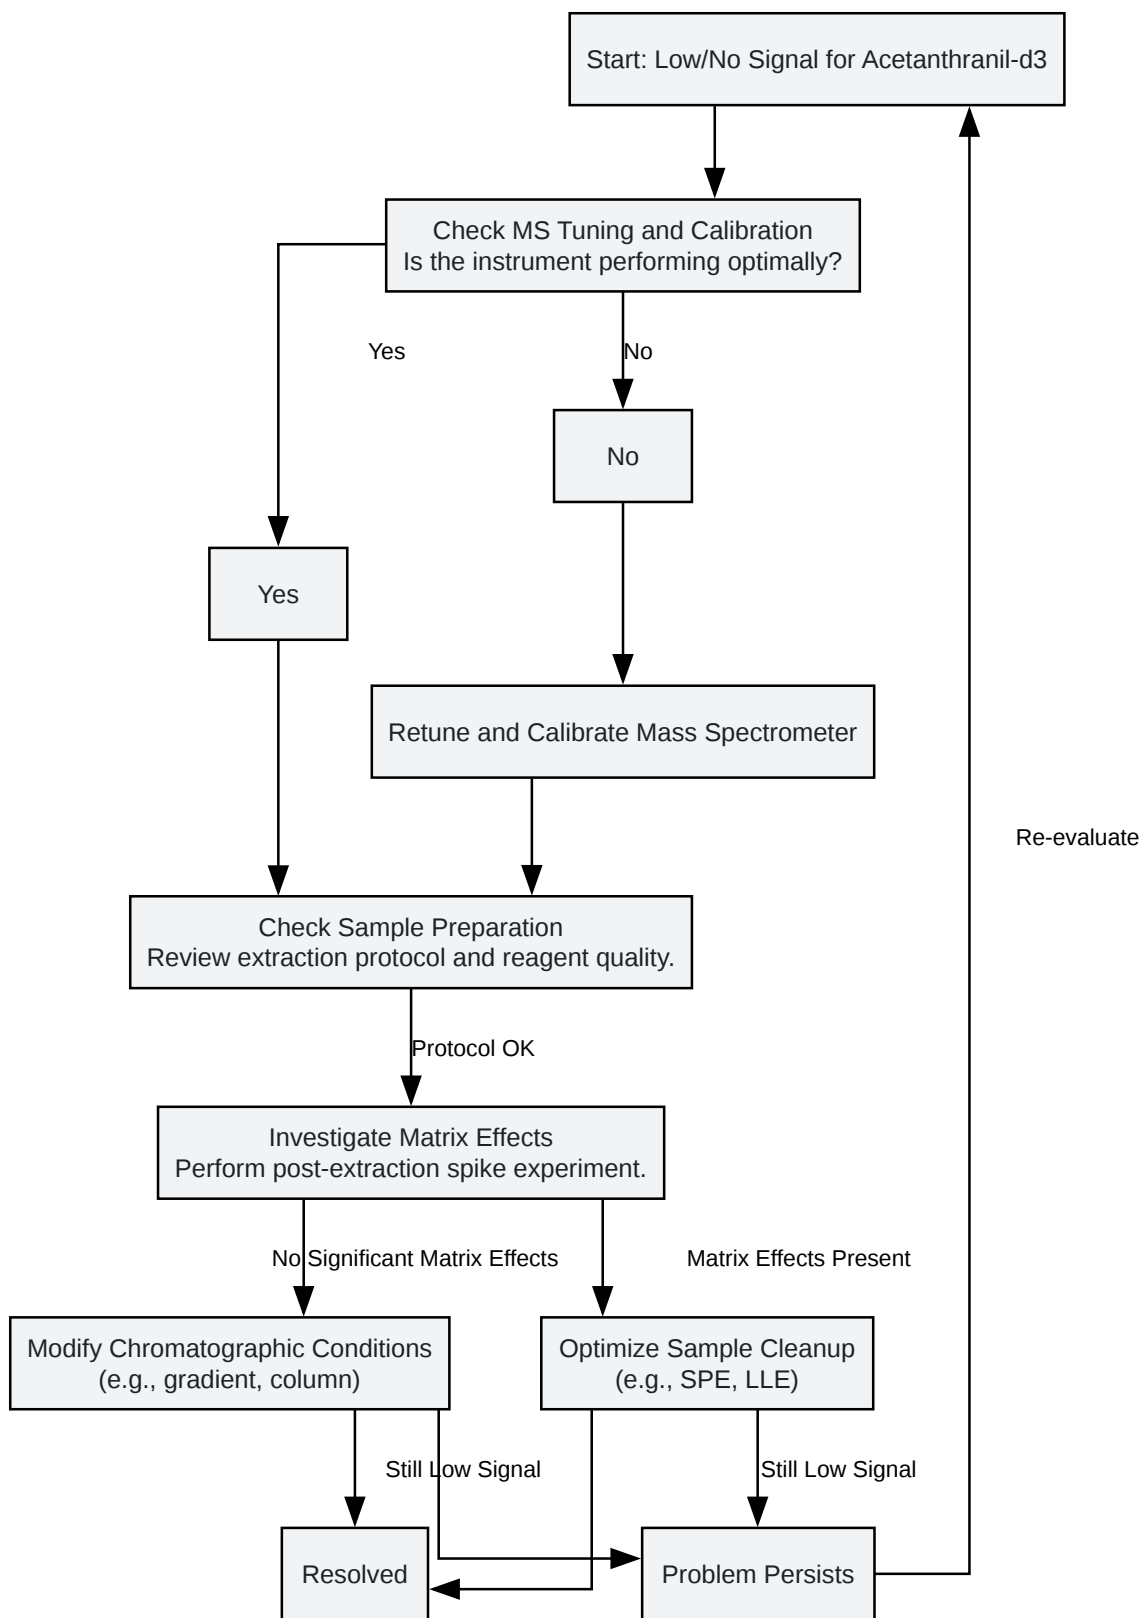 Start: Low/No Signal for Acetanthranil-d3
Check MS Tuning and Calibration
Is the instrument performing optimally?
Yes
No
No
Yes
Retune and Calibrate Mass Spectrometer
Re-evaluate
Check Sample Preparation
Review extraction protocol and reagent quality.
Protocol OK
Investigate Matrix Effects
Perform post-extraction spike experiment.
No Significant Matrix Effects
Matrix Effects Present
Modify Chromatographic Conditions
(e.g., gradient, column)
Optimize Sample Cleanup
(e.g., SPE, LLE)
Still Low Signal
Still Low Signal
Resolved
Problem Persists